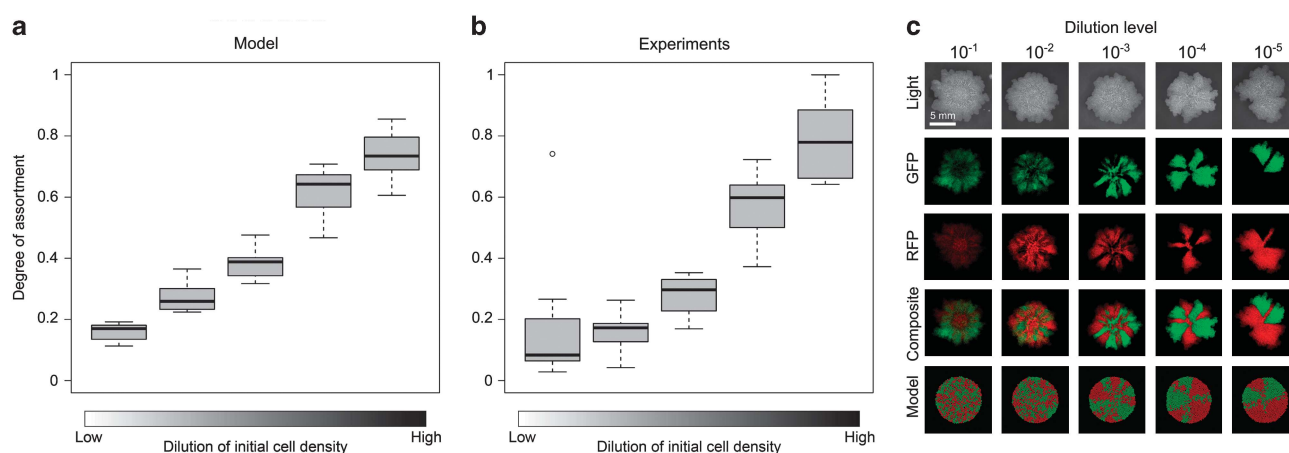 a
Model
Degree of assortment
1
0.8
0.6
0.4
0.2
0
Low
High
Dilution of initial cell density
b
Experiments
1
0.8
0.6
0.4
0.2
0
Low
High
Dilution of initial cell density
c
Dilution level
10⁻¹ 10⁻² 10⁻³ 10⁻⁴ 10⁻⁵
Light
5 mm
GFP
RFP
Composite
Model